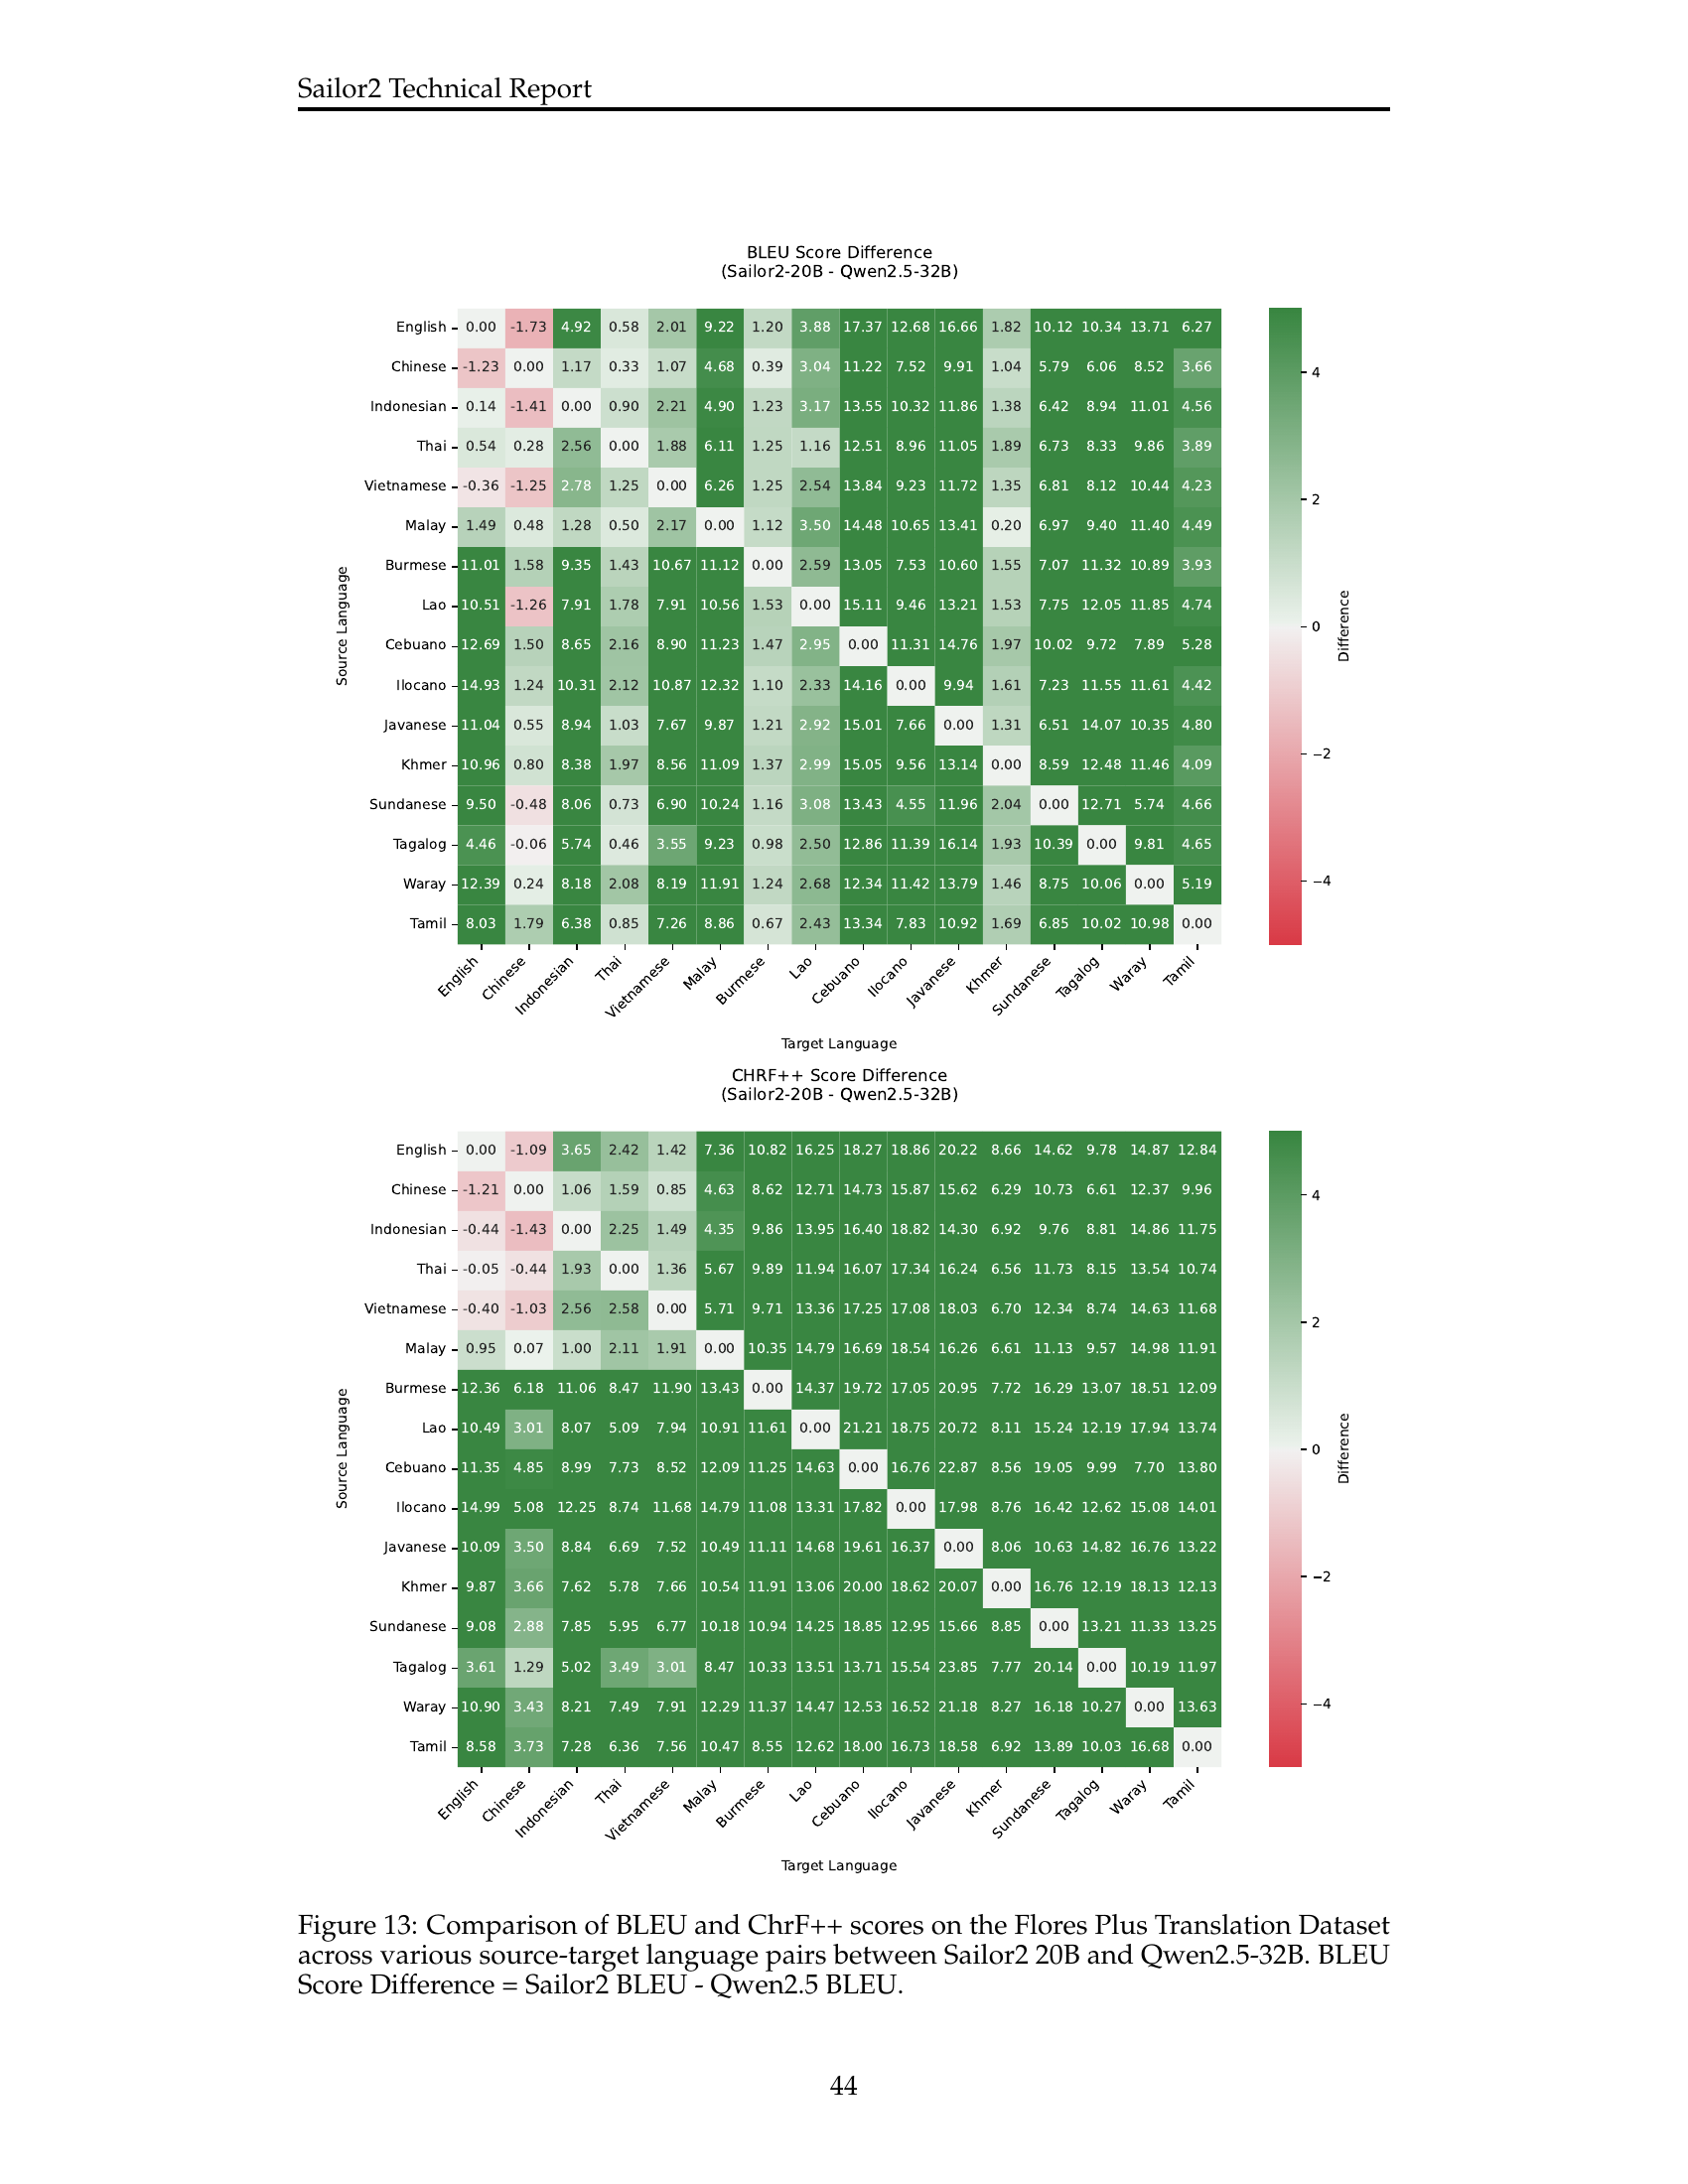 Sailor2 Technical Report
BLEU Score Difference
(Sailor2-20B - Qwen2.5-32B)
English 0.00 -1.73 4.92 0.58 2.01 9.22 1.20 3.88 17.37 12.68 16.66 1.82 10.12 10.34 13.71 6.27
Chinese -1.23 0.00 1.17 0.33 1.07 4.68 0.39 3.04 11.22 7.52 9.91 1.04 5.79 6.06 8.52 3.66
Indonesian 0.14 -1.41 0.00 0.90 2.21 4.90 1.23 3.17 13.55 10.32 11.86 1.38 6.42 8.94 11.01 4.56
Thai 0.54 0.28 2.56 0.00 1.88 6.11 1.25 1.16 12.51 8.96 11.05 1.89 6.73 8.33 9.86 3.89
Vietnamese -0.36 -1.25 2.78 1.25 0.00 6.26 1.25 2.54 13.84 9.23 11.72 1.35 6.81 8.12 10.44 4.23
Malay 1.49 0.48 1.28 0.50 2.17 0.00 1.12 3.50 14.48 10.65 13.41 0.20 6.97 9.40 11.40 4.49
Burmese 11.01 1.58 9.35 1.43 10.67 11.12 0.00 2.59 13.05 7.53 10.60 1.55 7.07 11.32 10.89 3.93
Lao 10.51 -1.26 7.91 1.78 7.91 10.56 1.53 0.00 15.11 9.46 13.21 1.53 7.75 12.05 11.85 4.74
Cebuano 12.69 1.50 8.65 2.16 8.90 11.23 1.47 2.95 0.00 11.31 14.76 1.97 10.02 9.72 7.89 5.28
Ilocano 14.93 1.24 10.31 2.12 10.87 12.32 1.10 2.33 14.16 0.00 9.94 1.61 7.23 11.55 11.61 4.42
Javanese 11.04 0.55 8.94 1.03 7.67 9.87 1.21 2.92 15.01 7.66 0.00 1.31 6.51 14.07 10.35 4.80
Khmer 10.96 0.80 8.38 1.97 8.56 11.09 1.37 2.99 15.05 9.56 13.14 0.00 8.59 12.48 11.46 4.09
Sundanese 9.50 -0.48 8.06 0.73 6.90 10.24 1.16 3.08 13.43 4.55 11.96 2.04 0.00 12.71 5.74 4.66
Tagalog 4.46 -0.06 5.74 0.46 3.55 9.23 0.98 2.50 12.86 11.39 16.14 1.93 10.39 0.00 9.81 4.65
Waray 12.39 0.24 8.18 2.08 8.19 11.91 1.24 2.68 12.34 11.42 13.79 1.46 8.75 10.06 0.00 5.19
Tamil 8.03 1.79 6.38 0.85 7.26 8.86 0.67 2.43 13.34 7.83 10.92 1.69 6.85 10.02 10.98 0.00
Source Language
English Chinese Indonesian Thai Vietnamese Malay Burmese Lao Cebuano Ilocano Javanese Khmer Sundanese Tagalog Waray Tamil
Target Language
4
2
0
−2
−4
Difference
CHRF++ Score Difference
(Sailor2-20B - Qwen2.5-32B)
English 0.00 -1.09 3.65 2.42 1.42 7.36 10.82 16.25 18.27 18.86 20.22 8.66 14.62 9.78 14.87 12.84
Chinese -1.21 0.00 1.06 1.59 0.85 4.63 8.62 12.71 14.73 15.87 15.62 6.29 10.73 6.61 12.37 9.96
Indonesian -0.44 -1.43 0.00 2.25 1.49 4.35 9.86 13.95 16.40 18.82 14.30 6.92 9.76 8.81 14.86 11.75
Thai -0.05 -0.44 1.93 0.00 1.36 5.67 9.89 11.94 16.07 17.34 16.24 6.56 11.73 8.15 13.54 10.74
Vietnamese -0.40 -1.03 2.56 2.58 0.00 5.71 9.71 13.36 17.25 17.08 18.03 6.70 12.34 8.74 14.63 11.68
Malay 0.95 0.07 1.00 2.11 1.91 0.00 10.35 14.79 16.69 18.54 16.26 6.61 11.13 9.57 14.98 11.91
Burmese 12.36 6.18 11.06 8.47 11.90 13.43 0.00 14.37 19.72 17.05 20.95 7.72 16.29 13.07 18.51 12.09
Lao 10.49 3.01 8.07 5.09 7.94 10.91 11.61 0.00 21.21 18.75 20.72 8.11 15.24 12.19 17.94 13.74
Cebuano 11.35 4.85 8.99 7.73 8.52 12.09 11.25 14.63 0.00 16.76 22.87 8.56 19.05 9.99 7.70 13.80
Ilocano 14.99 5.08 12.25 8.74 11.68 14.79 11.08 13.31 17.82 0.00 17.98 8.76 16.42 12.62 15.08 14.01
Javanese 10.09 3.50 8.84 6.69 7.52 10.49 11.11 14.68 19.61 16.37 0.00 8.06 10.63 14.82 16.76 13.22
Khmer 9.87 3.66 7.62 5.78 7.66 10.54 11.91 13.06 20.00 18.62 20.07 0.00 16.76 12.19 18.13 12.13
Sundanese 9.08 2.88 7.85 5.95 6.77 10.18 10.94 14.25 18.85 12.95 15.66 8.85 0.00 13.21 11.33 13.25
Tagalog 3.61 1.29 5.02 3.49 3.01 8.47 10.33 13.51 13.71 15.54 23.85 7.77 20.14 0.00 10.19 11.97
Waray 10.90 3.43 8.21 7.49 7.91 12.29 11.37 14.47 12.53 16.52 21.18 8.27 16.18 10.27 0.00 13.63
Tamil 8.58 3.73 7.28 6.36 7.56 10.47 8.55 12.62 18.00 16.73 18.58 6.92 13.89 10.03 16.68 0.00
Source Language
English Chinese Indonesian Thai Vietnamese Malay Burmese Lao Cebuano Ilocano Javanese Khmer Sundanese Tagalog Waray Tamil
Target Language
4
2
0
−2
−4
Difference
Figure 13: Comparison of BLEU and ChrF++ scores on the Flores Plus Translation Dataset
across various source-target language pairs between Sailor2 20B and Qwen2.5-32B. BLEU
Score Difference = Sailor2 BLEU - Qwen2.5 BLEU.
44